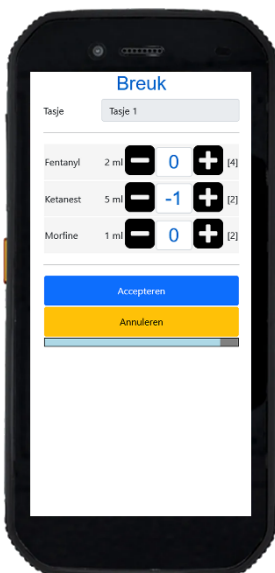 Breuk
Tasje Tasje 1
Fentanyl 2 ml 0 [4]
Ketanest 5 ml -1 [2]
Morfine 1 ml 0 [2]
Accepteren
Annuleren